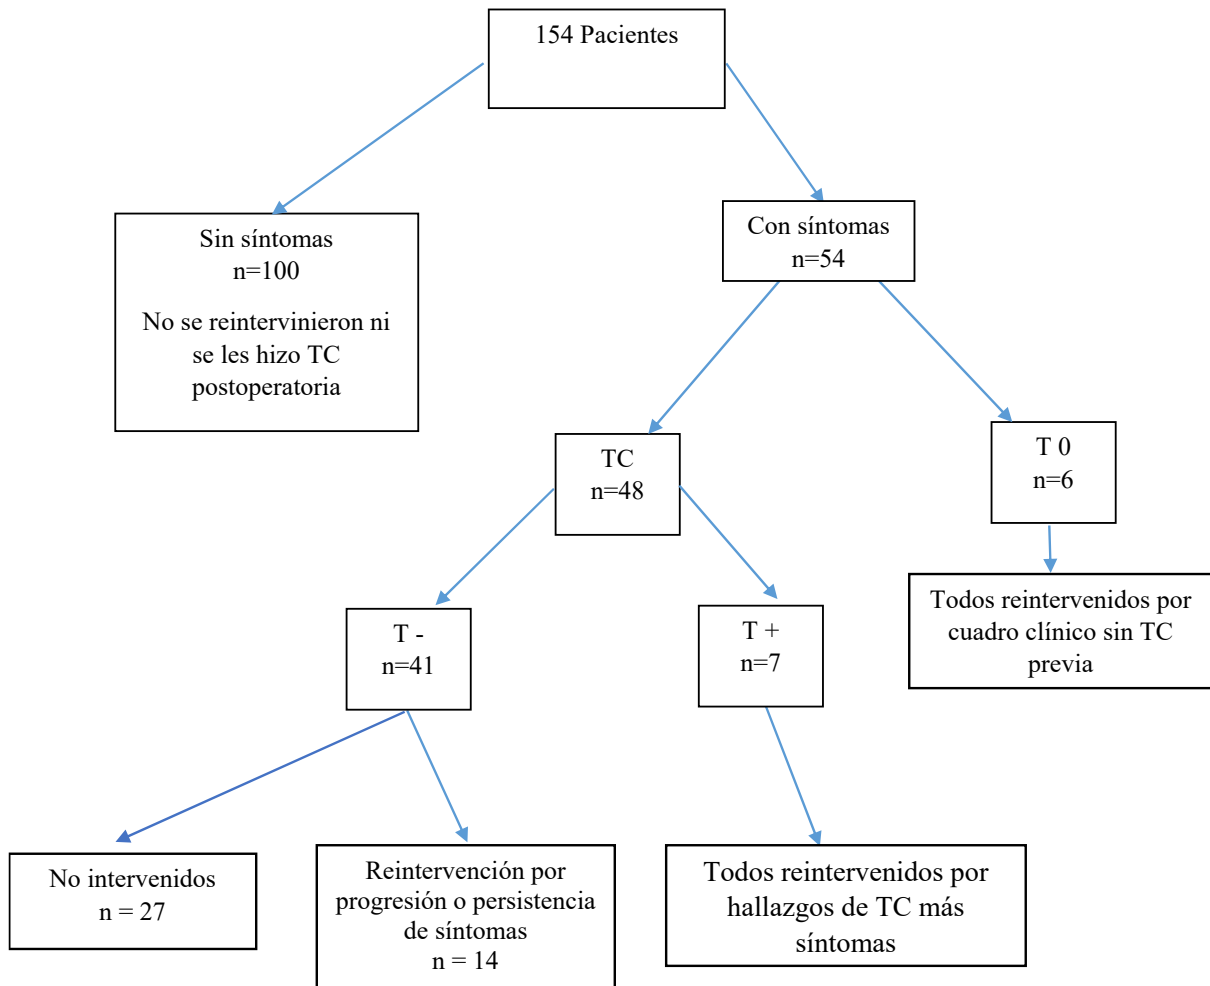 154 Pacientes
Sin síntomas
n=100
No se reintervinieron ni
se les hizo TC
postoperatoria
Con síntomas
n=54
TC
n=48
T 0
n=6
Todos reintervenidos por
cuadro clínico sin TC
previa
T -
n=41
T +
n=7
No intervenidos
n = 27
Reintervención por
progresión o persistencia
de síntomas
n = 14
Todos reintervenidos por
hallazgos de TC más
síntomas